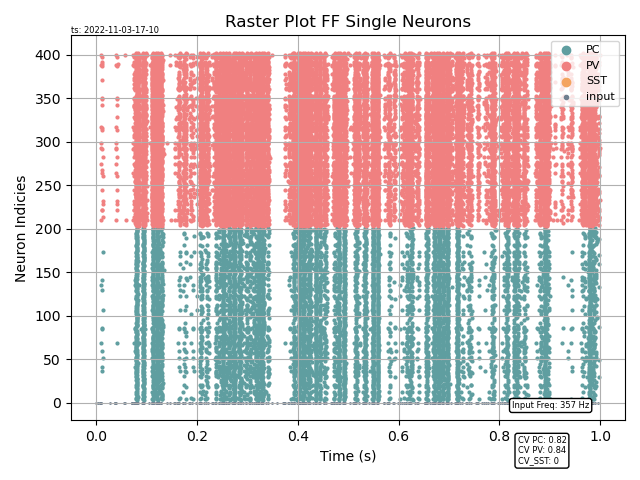 Raster Plot FF Single Neurons
ts: 2022-11-03-17-10
PC
PV
SST
input
400
350
300
250
200
150
100
50
0
Neuron Indicies
Input Freq: 357 Hz
0.0 0.2 0.4 0.6 0.8 1.0
Time (s)
CV PC: 0.82
CV PV: 0.84
CV_SST: 0